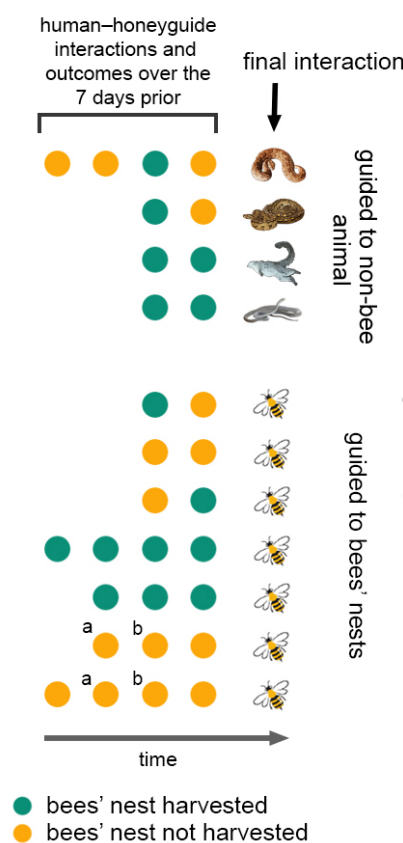 human–honeyguide
interactions and
outcomes over the
7 days prior
final interaction
guided to non-bee
animal
guided to bees’ nests
a
b
a
b
time
bees’ nest harvested
bees’ nest not harvested